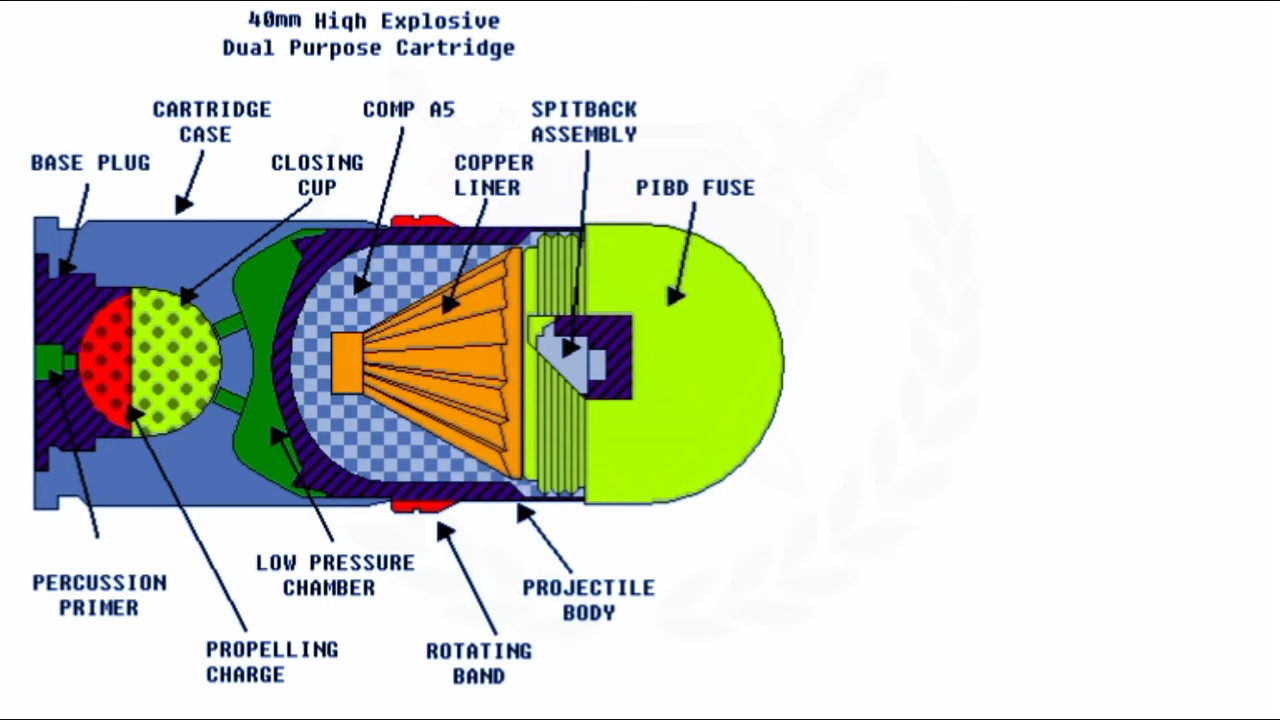 40mm High Explosive
Dual Purpose Cartridge
CARTRIDGE
CASE
COMP A5
SPITBACK
ASSEMBLY
BASE PLUG
CLOSING
CUP
COPPER
LINER
PIBD FUSE
LOW PRESSURE
CHAMBER
PERCUSSION
PRIMER
PROJECTILE
BODY
PROPELLING
CHARGE
ROTATING
BAND